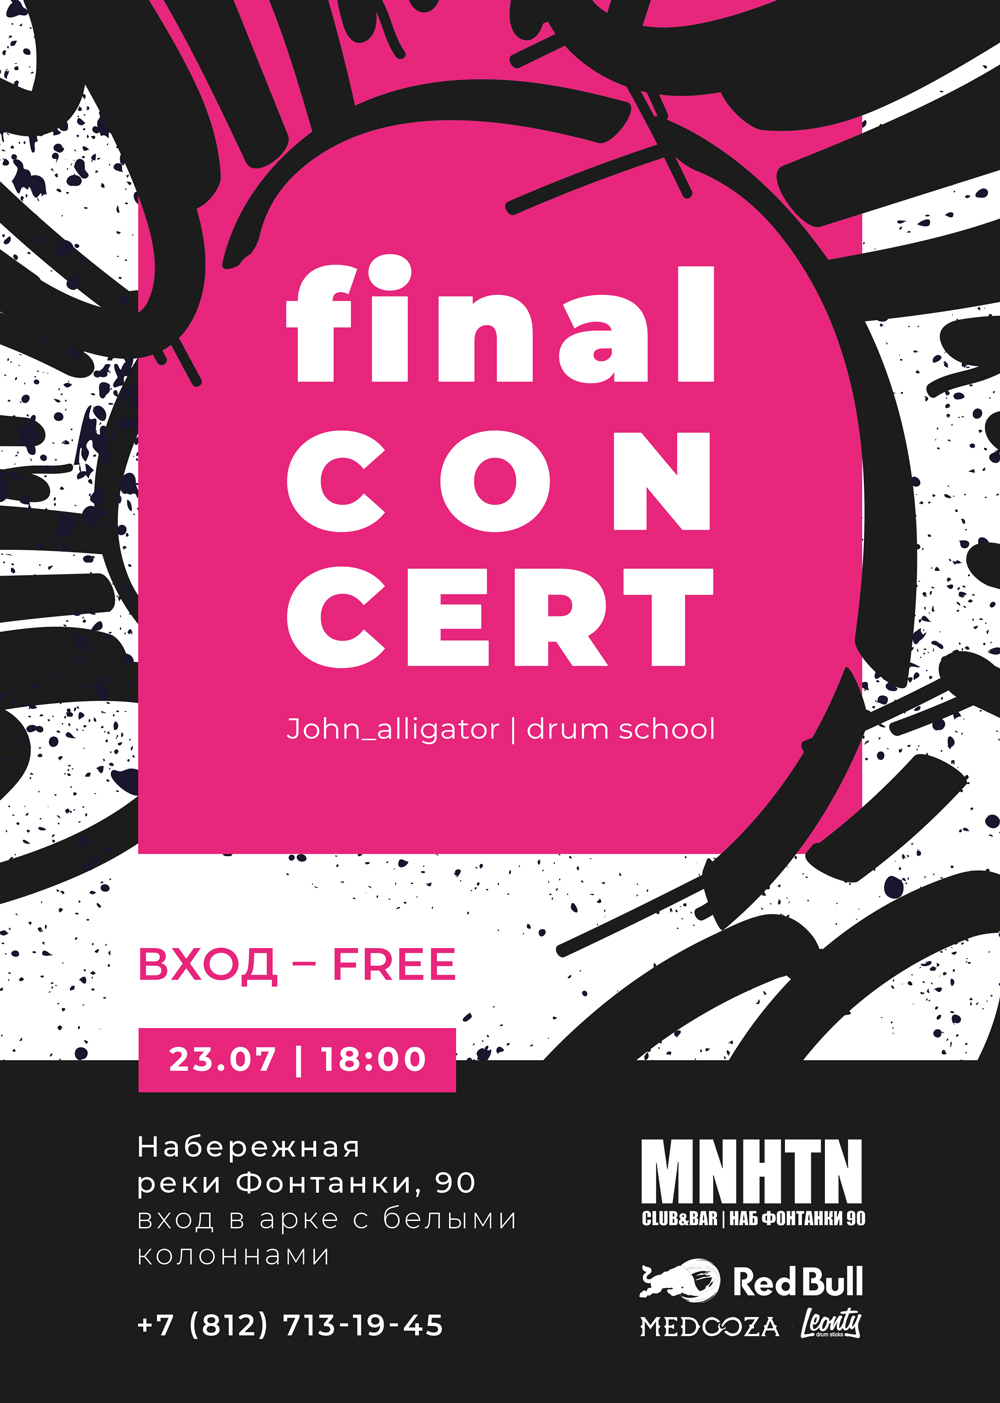 final
CON
CERT
John_alligator | drum school
ВХОД – FREE
23.07 | 18:00
Набережная
реки Фонтанки, 90
вход в арке с белыми
колоннами
+7 (812) 713-19-45
MNHTN
CLUB&BAR | НАБ ФОНТАНКИ 90
Red Bull
MEDOOZA
Leonty
drum sticks